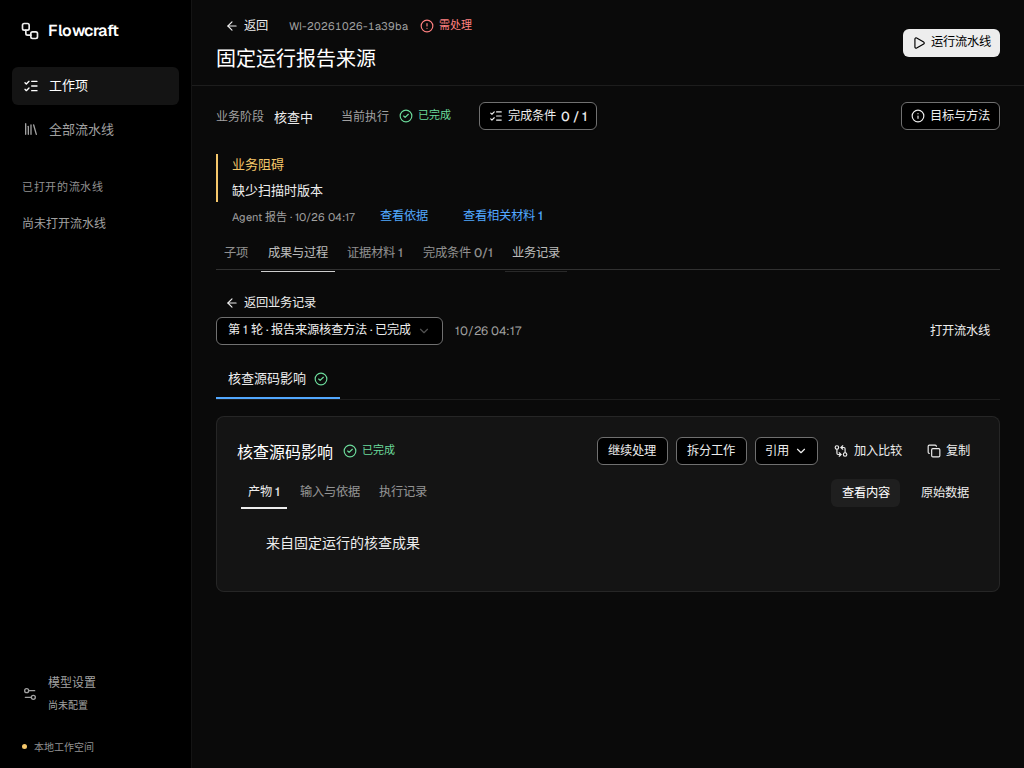 Flowcraft
工作项
全部流水线
已打开的流水线
尚未打开流水线
模型设置
尚未配置
本地工作空间
返回 WI-20261026-1a39ba 需处理
固定运行报告来源
运行流水线
业务阶段 核查中 当前执行 已完成 完成条件 0 / 1 目标与方法
业务阻碍
缺少扫描时版本
Agent 报告 · 10/26 04:17 查看依据 查看相关材料 1
子项 成果与过程 证据材料 1 完成条件 0/1 业务记录
返回业务记录
第 1 轮 · 报告来源核查方法 · 已完成 10/26 04:17 打开流水线
核查源码影响
核查源码影响 已完成 继续处理 拆分工作 引用 加入比较 复制
产物 1 输入与依据 执行记录 查看内容 原始数据
来自固定运行的核查成果